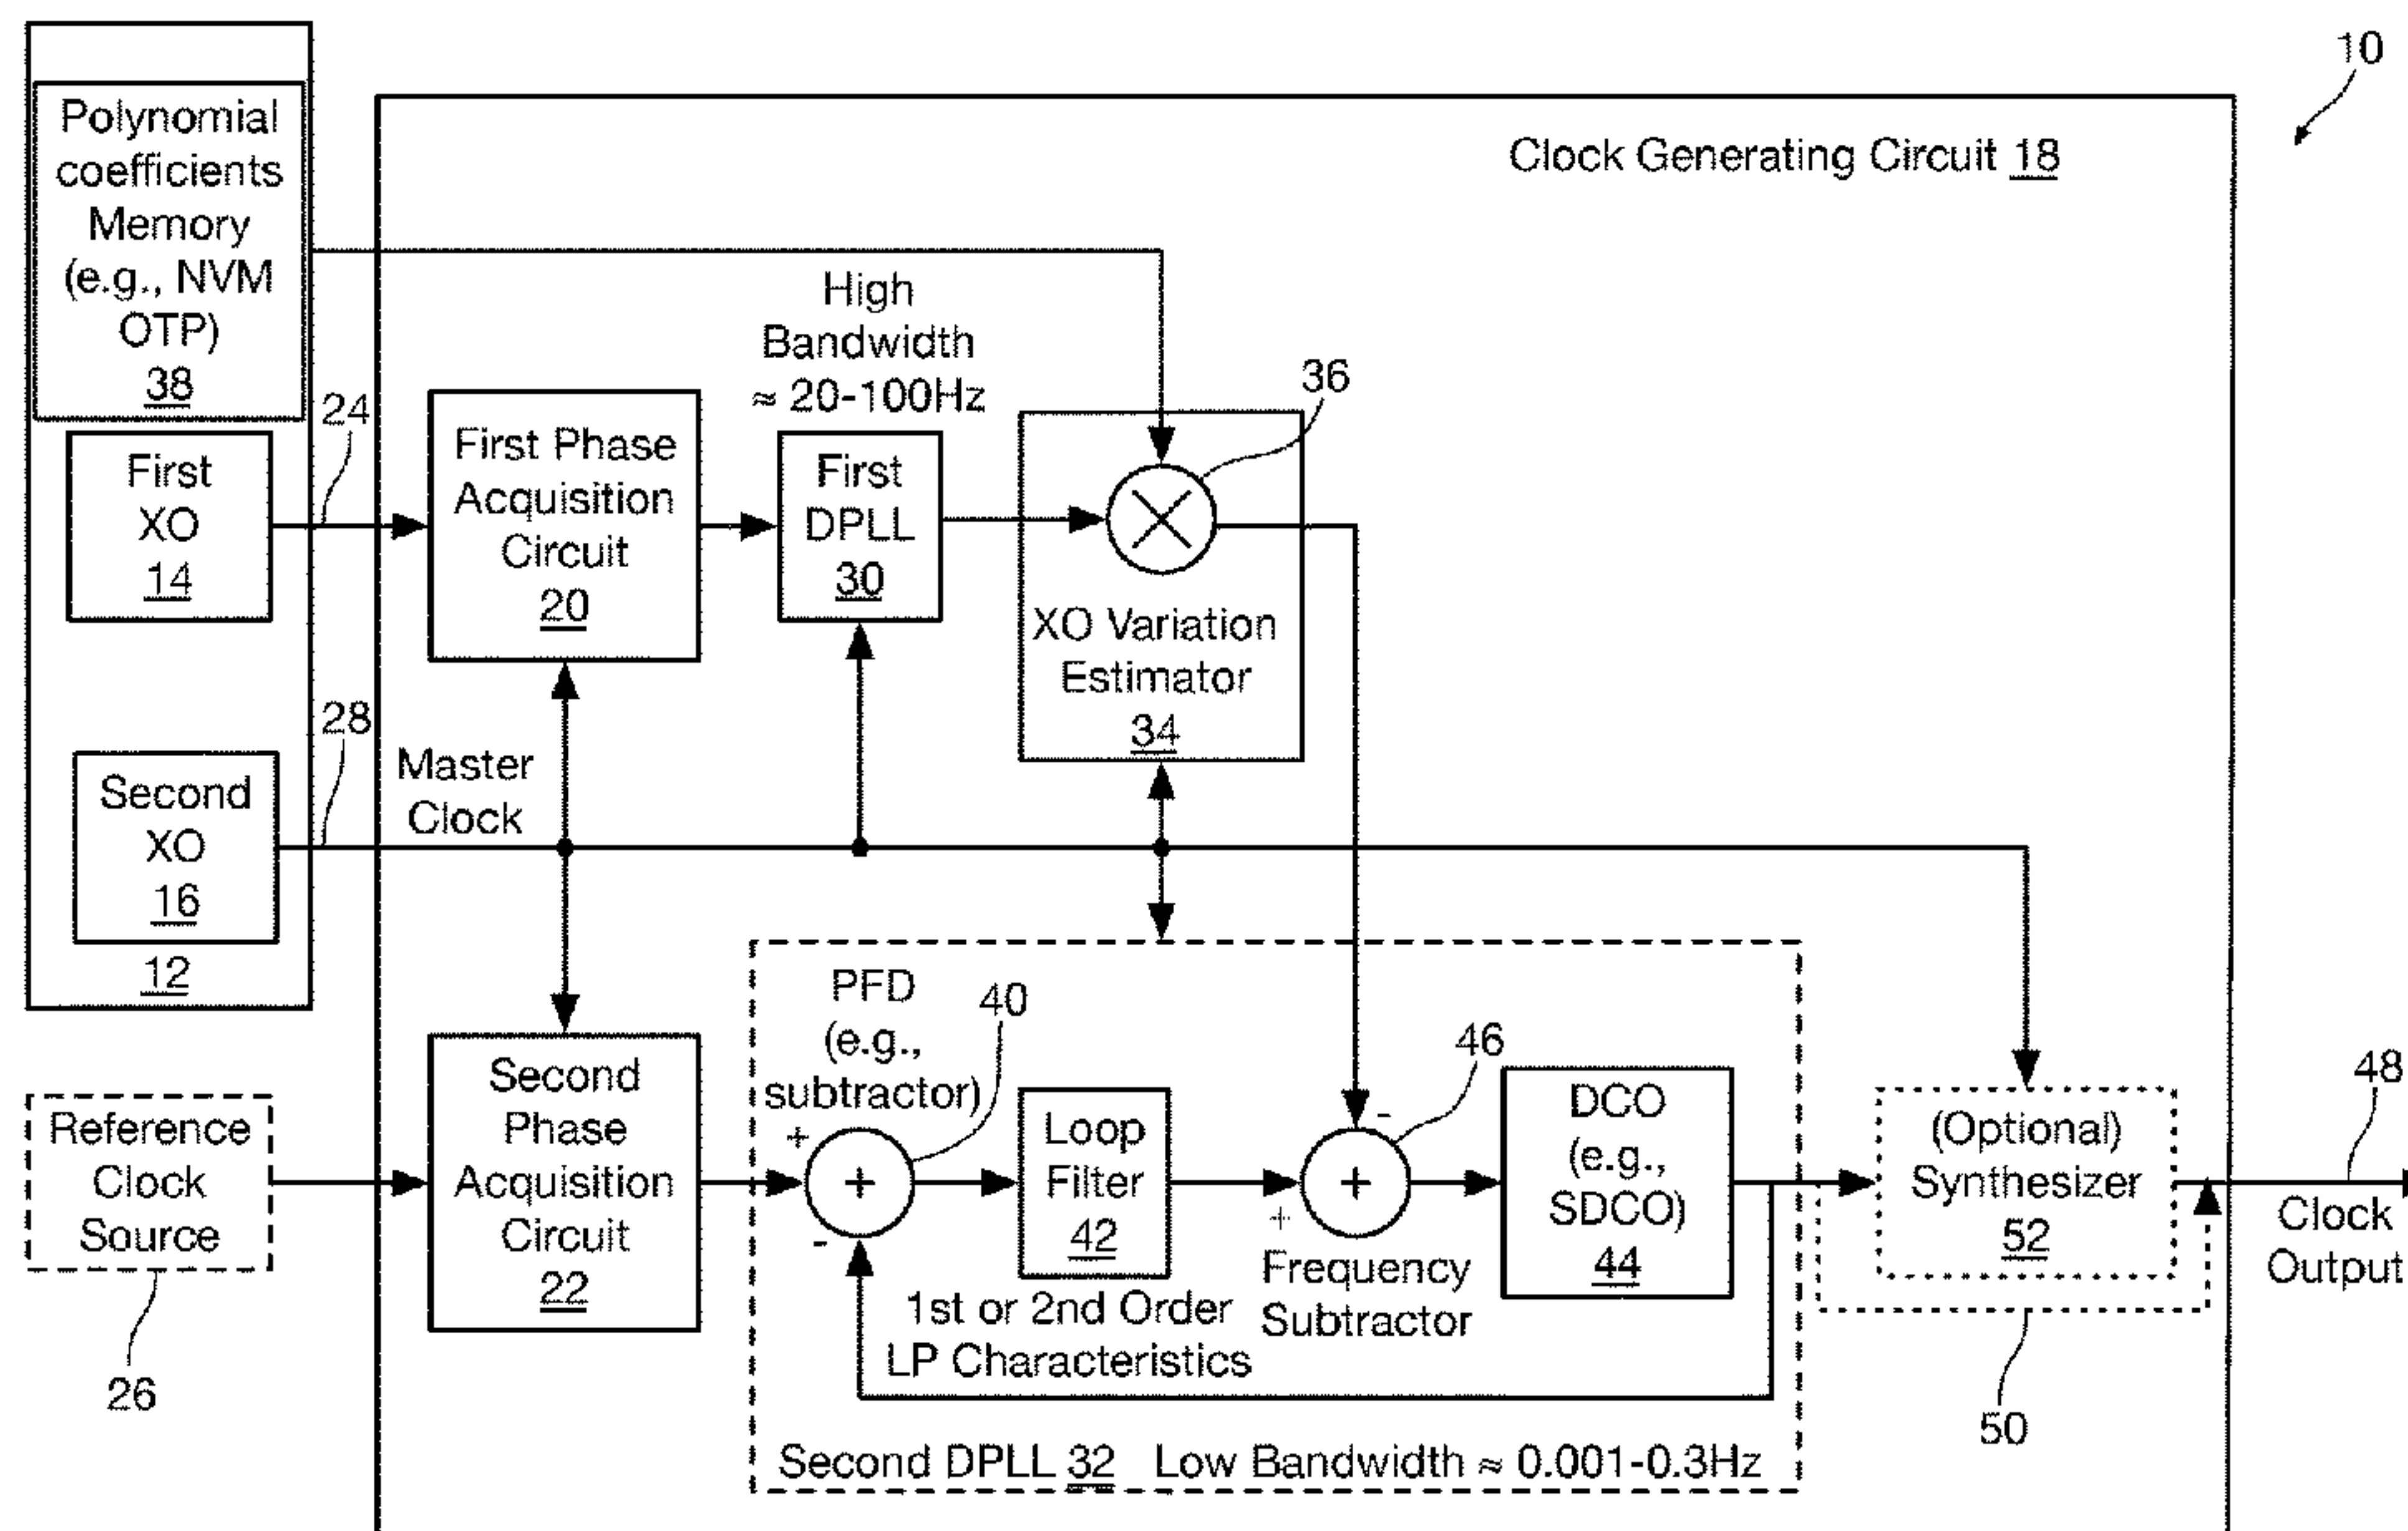 10
Clock Generating Circuit 18
Polynomial
coefficients
Memory
(e.g., NVM
OTP)
38
24
First
XO
14
First Phase
Acquisition
Circuit
20
High
Bandwidth
≈ 20-100Hz
First
DPLL
30
36
XO Variation
Estimator
34
28
Master
Clock
Second
XO
16
12
Reference
Clock
Source
26
Second
Phase
Acquisition
Circuit
22
PFD
(e.g.,
subtractor)
40
+
+
-
Loop
Filter
42
1st or 2nd Order
LP Characteristics
46
-
+
+
Frequency
Subtractor
DCO
(e.g.,
SDCO)
44
Second DPLL 32 Low Bandwidth ≈ 0.001-0.3Hz
(Optional)
Synthesizer
52
50
48
Clock
Output